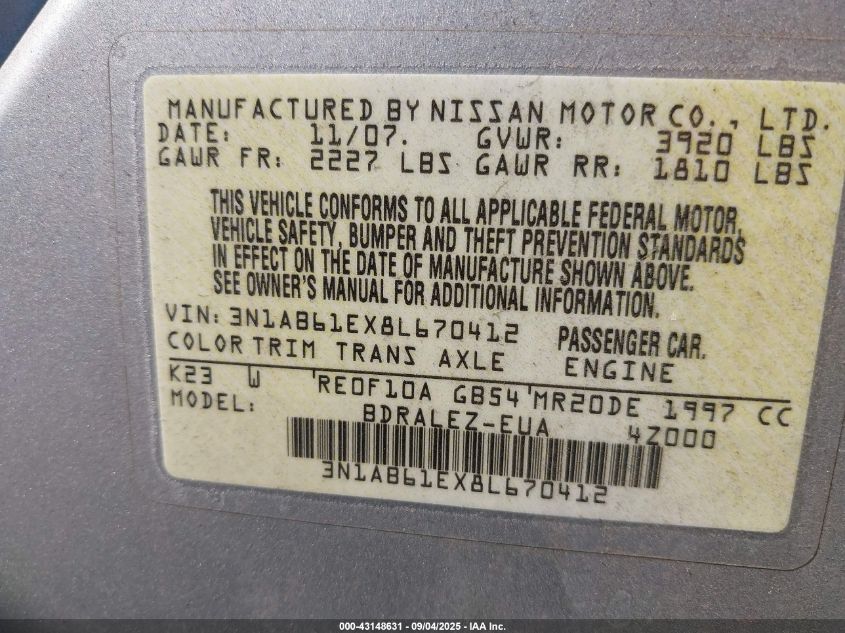 MANUFACTURED BY NISSAN MOTOR CO., LTD.
DATE: 11/07. GVWR: 3920 LBS
GAWR FR: 2227 LBS GAWR RR: 1810 LBS
THIS VEHICLE CONFORMS TO ALL APPLICABLE FEDERAL MOTOR
VEHICLE SAFETY, BUMPER AND THEFT PREVENTION STANDARDS
IN EFFECT ON THE DATE OF MANUFACTURE SHOWN ABOVE.
SEE OWNER'S MANUAL FOR ADDITIONAL INFORMATION.
VIN: 3N1AB61EX8L670412 PASSENGER CAR.
COLOR TRIM TRANS AXLE ENGINE
K23 W RE0F10A GB54 MR20DE 1997 CC
MODEL: BDRALEZ-EUA 4Z000
3N1AB61EX8L670412
000-43148631 - 09/04/2025 - IAA Inc.